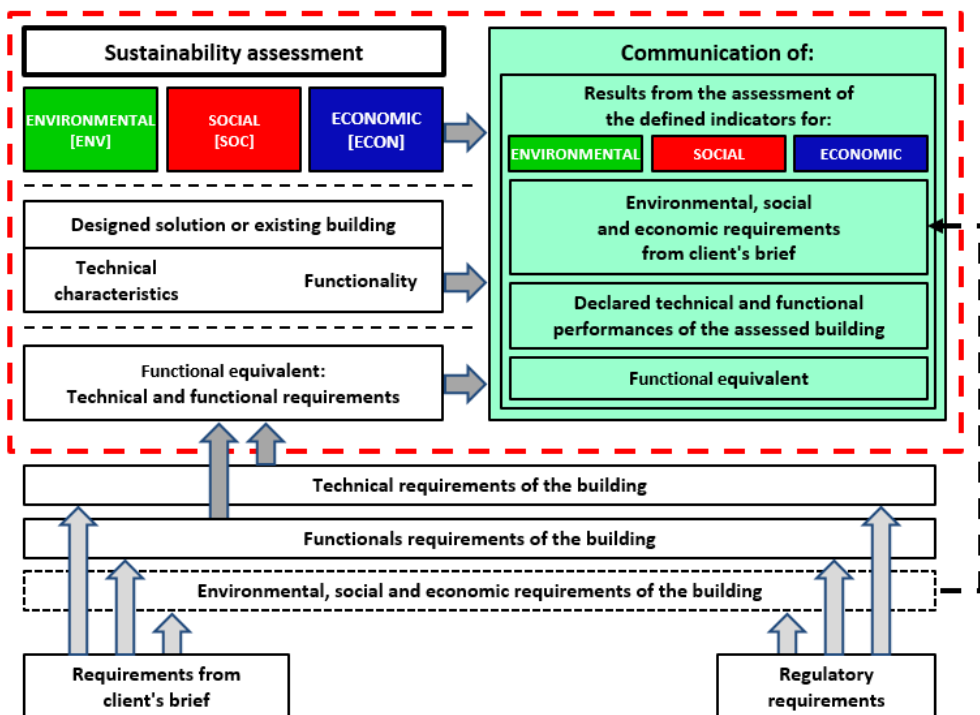 Sustainability assessment
ENVIRONMENTAL
[ENV]
SOCIAL
[SOC]
ECONOMIC
[ECON]
Designed solution or existing building
Technical
characteristics
Functionality
Functional equivalent:
Technical and functional requirements
Communication of:
Results from the assessment of
the defined indicators for:
ENVIRONMENTAL
SOCIAL
ECONOMIC
Environmental, social
and economic requirements
from client's brief
Declared technical and functional
performances of the assessed building
Functional equivalent
Technical requirements of the building
Functionals requirements of the building
Environmental, social and economic requirements of the building
Requirements from
client's brief
Regulatory
requirements